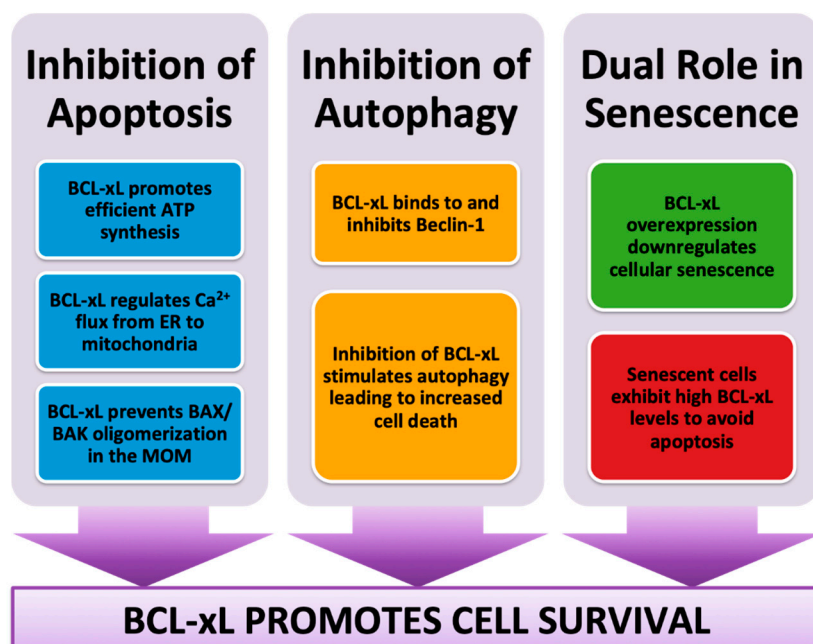 Inhibition of
Apoptosis
BCL-xL promotes
efficient ATP
synthesis
BCL-xL regulates Ca²⁺
flux from ER to
mitochondria
BCL-xL prevents BAX/
BAK oligomerization
in the MOM
Inhibition of
Autophagy
BCL-xL binds to and
inhibits Beclin-1
Inhibition of BCL-xL
stimulates autophagy
leading to increased
cell death
Dual Role in
Senescence
BCL-xL
overexpression
downregulates
cellular senescence
Senescent cells
exhibit high BCL-xL
levels to avoid
apoptosis
BCL-xL PROMOTES CELL SURVIVAL